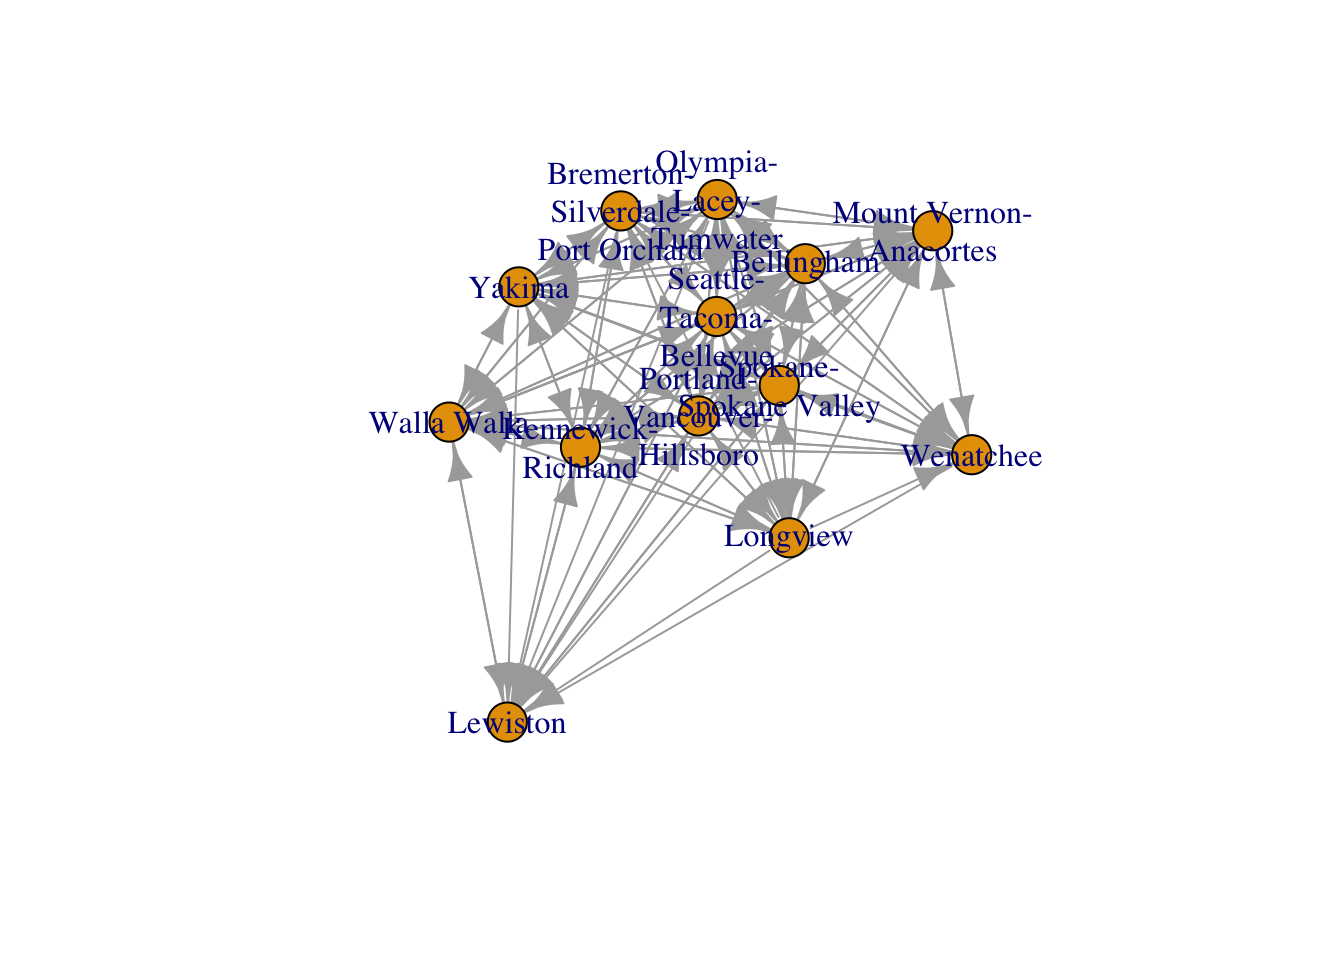 Olympia-
Lacey-
Tumwater
Bremerton-
Silverdale-
Port Orchard
Mount Vernon-
Anacortes
Bellingham
Yakima
Seattle-
Tacoma-
Bellevue
Spokane-
Spokane Valley
Portland-
Vancouver-
Hillsboro
Walla Walla
Kennewick-
Richland
Wenatchee
Longview
Lewiston